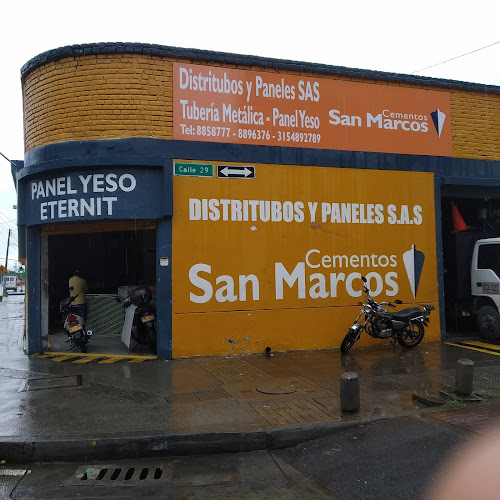 Distritubos y Paneles SAS
Tubería Metálica - Panel Yeso
Tel: 8858777 - 8896376 - 3154892789
Cementos
San Marcos
Calle 29
PANEL YESO
ETERNIT
DISTRITUBOS Y PANELES S.A.S
Cementos
San Marcos